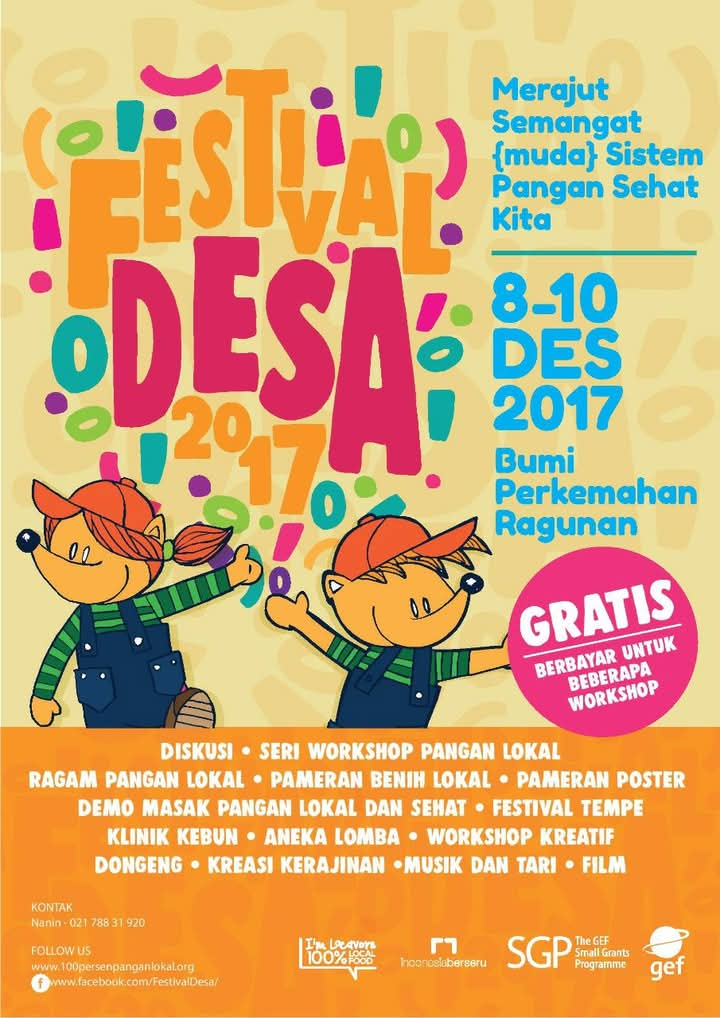 FESTIVAL
DESA
2017
Merajut
Semangat
{muda} Sistem
Pangan Sehat
Kita
8-10
DES
2017
Bumi
Perkemahan
Ragunan
GRATIS
BERBAYAR UNTUK
BEBERAPA
WORKSHOP
DISKUSI • SERI WORKSHOP PANGAN LOKAL
RAGAM PANGAN LOKAL • PAMERAN BENIH LOKAL • PAMERAN POSTER
DEMO MASAK PANGAN LOKAL DAN SEHAT • FESTIVAL TEMPE
KLINIK KEBUN • ANEKA LOMBA • WORKSHOP KREATIF
DONGENG • KREASI KERAJINAN •MUSIK DAN TARI • FILM
KONTAK
Nanin - 021 788 31 920
FOLLOW US
www.100persenpanganlokal.org
f www.facebook.com/FestivalDesa/
I'm Locavore
100% LOCAL FOOD
indonesiaberseru
SGP The GEF
Small Grants
Programme
gef